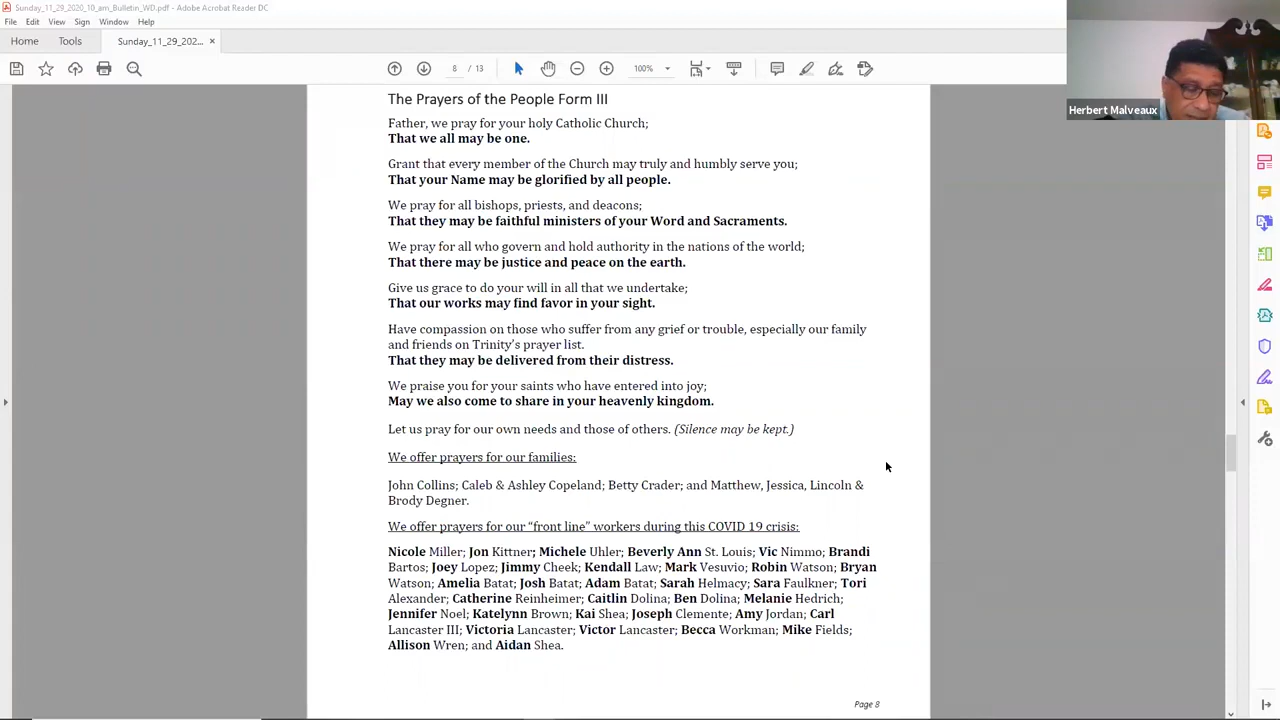 Sunday_11_29_2020_10_am_Bulletin_WD.pdf - Adobe Acrobat Reader DC
File Edit View Sign Window Help
Home Tools Sunday_11_29_202... ×
8 / 13 100%
Herbert Malveaux
The Prayers of the People Form III
Father, we pray for your holy Catholic Church;
That we all may be one.
Grant that every member of the Church may truly and humbly serve you;
That your Name may be glorified by all people.
We pray for all bishops, priests, and deacons;
That they may be faithful ministers of your Word and Sacraments.
We pray for all who govern and hold authority in the nations of the world;
That there may be justice and peace on the earth.
Give us grace to do your will in all that we undertake;
That our works may find favor in your sight.
Have compassion on those who suffer from any grief or trouble, especially our family
and friends on Trinity's prayer list.
That they may be delivered from their distress.
We praise you for your saints who have entered into joy;
May we also come to share in your heavenly kingdom.
Let us pray for our own needs and those of others. (Silence may be kept.)
We offer prayers for our families:
John Collins; Caleb & Ashley Copeland; Betty Crader; and Matthew, Jessica, Lincoln &
Brody Degner.
We offer prayers for our “front line” workers during this COVID 19 crisis:
Nicole Miller; Jon Kittner; Michele Uhler; Beverly Ann St. Louis; Vic Nimmo; Brandi
Bartos; Joey Lopez; Jimmy Cheek; Kendall Law; Mark Vesuvio; Robin Watson; Bryan
Watson; Amelia Batat; Josh Batat; Adam Batat; Sarah Helmacy; Sara Faulkner; Tori
Alexander; Catherine Reinheimer; Caitlin Dolina; Ben Dolina; Melanie Hedrich;
Jennifer Noel; Katelynn Brown; Kai Shea; Joseph Clemente; Amy Jordan; Carl
Lancaster III; Victoria Lancaster; Victor Lancaster; Becca Workman; Mike Fields;
Allison Wren; and Aidan Shea.
Page 8